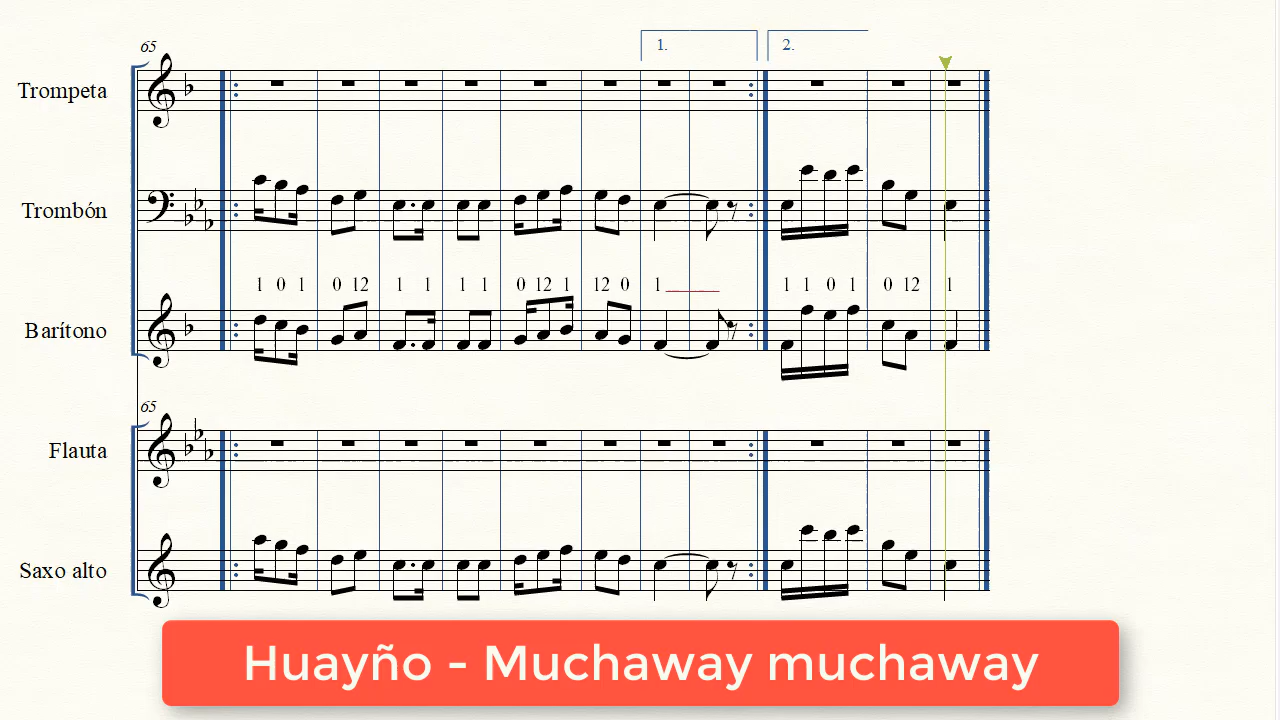 65
1.
2.
Trompeta
Trombón
1 0 1 0 12 1 1 1 1 0 12 1 12 0 1 1 1 0 1 0 12 1
Barítono
65
Flauta
Saxo alto
Huayño - Muchaway muchaway